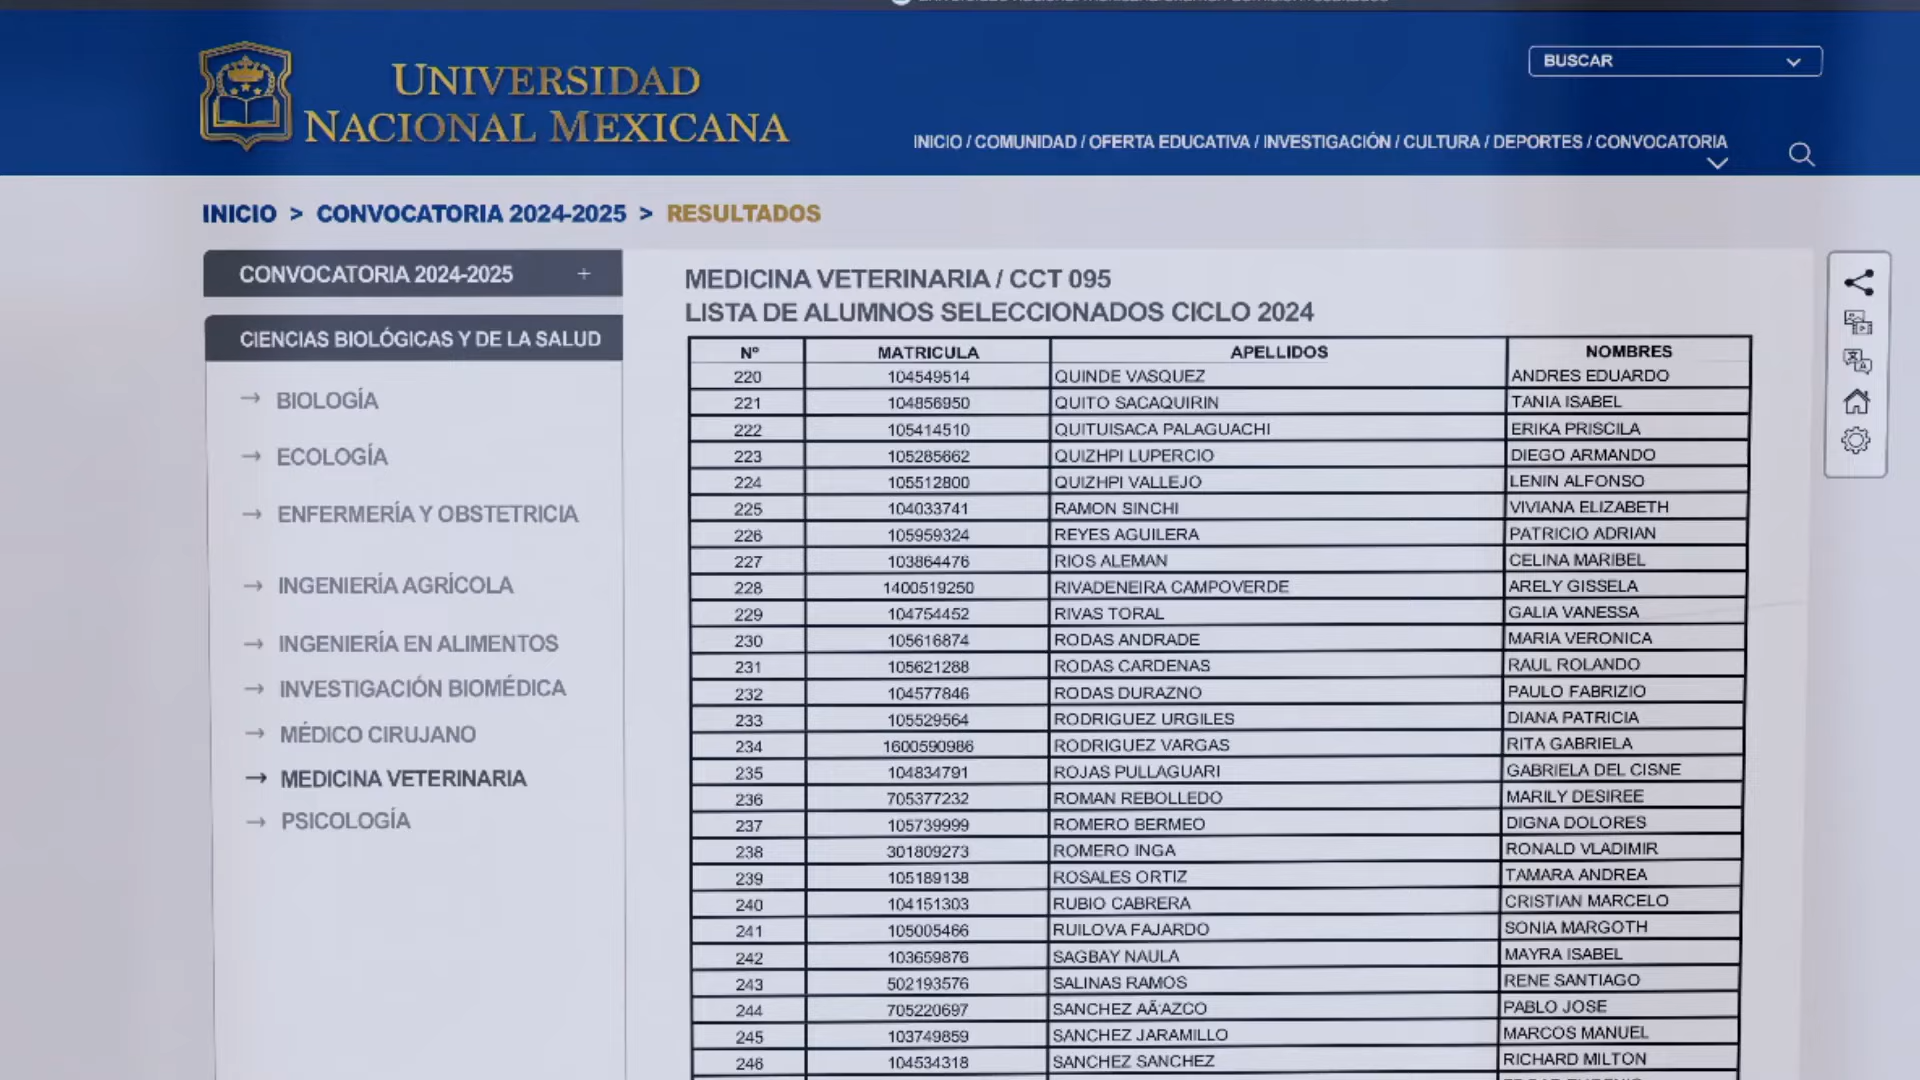 UNIVERSIDAD
NACIONAL MEXICANA
BUSCAR
INICIO / COMUNIDAD / OFERTA EDUCATIVA / INVESTIGACIÓN / CULTURA / DEPORTES / CONVOCATORIA
INICIO > CONVOCATORIA 2024-2025 > RESULTADOS
CONVOCATORIA 2024-2025 +
CIENCIAS BIOLÓGICAS Y DE LA SALUD
→ BIOLOGÍA
→ ECOLOGÍA
→ ENFERMERÍA Y OBSTETRICIA
→ INGENIERÍA AGRÍCOLA
→ INGENIERÍA EN ALIMENTOS
→ INVESTIGACIÓN BIOMÉDICA
→ MÉDICO CIRUJANO
→ MEDICINA VETERINARIA
→ PSICOLOGÍA
MEDICINA VETERINARIA / CCT 095
LISTA DE ALUMNOS SELECCIONADOS CICLO 2024
Nº MATRICULA APELLIDOS NOMBRES
220 104549514 QUINDE VASQUEZ ANDRES EDUARDO
221 104856950 QUITO SACAQUIRIN TANIA ISABEL
222 105414510 QUITUISACA PALAGUACHI ERIKA PRISCILA
223 105285662 QUIZHPI LUPERCIO DIEGO ARMANDO
224 105512800 QUIZHPI VALLEJO LENIN ALFONSO
225 104033741 RAMON SINCHI VIVIANA ELIZABETH
226 105959324 REYES AGUILERA PATRICIO ADRIAN
227 103864476 RIOS ALEMAN CELINA MARIBEL
228 1400519250 RIVADENEIRA CAMPOVERDE ARELY GISSELA
229 104754452 RIVAS TORAL GALIA VANESSA
230 105616874 RODAS ANDRADE MARIA VERONICA
231 105621288 RODAS CARDENAS RAUL ROLANDO
232 104577846 RODAS DURAZNO PAULO FABRIZIO
233 105529564 RODRIGUEZ URGILES DIANA PATRICIA
234 1600590986 RODRIGUEZ VARGAS RITA GABRIELA
235 104834791 ROJAS PULLAGUARI GABRIELA DEL CISNE
236 705377232 ROMAN REBOLLEDO MARILY DESIREE
237 105739999 ROMERO BERMEO DIGNA DOLORES
238 301809273 ROMERO INGA RONALD VLADIMIR
239 105189138 ROSALES ORTIZ TAMARA ANDREA
240 104151303 RUBIO CABRERA CRISTIAN MARCELO
241 105005466 RUILOVA FAJARDO SONIA MARGOTH
242 103659876 SAGBAY NAULA MAYRA ISABEL
243 502193576 SALINAS RAMOS RENE SANTIAGO
244 705220697 SANCHEZ AÃ'AZCO PABLO JOSE
245 103749859 SANCHEZ JARAMILLO MARCOS MANUEL
246 104534318 SANCHEZ SANCHEZ RICHARD MILTON